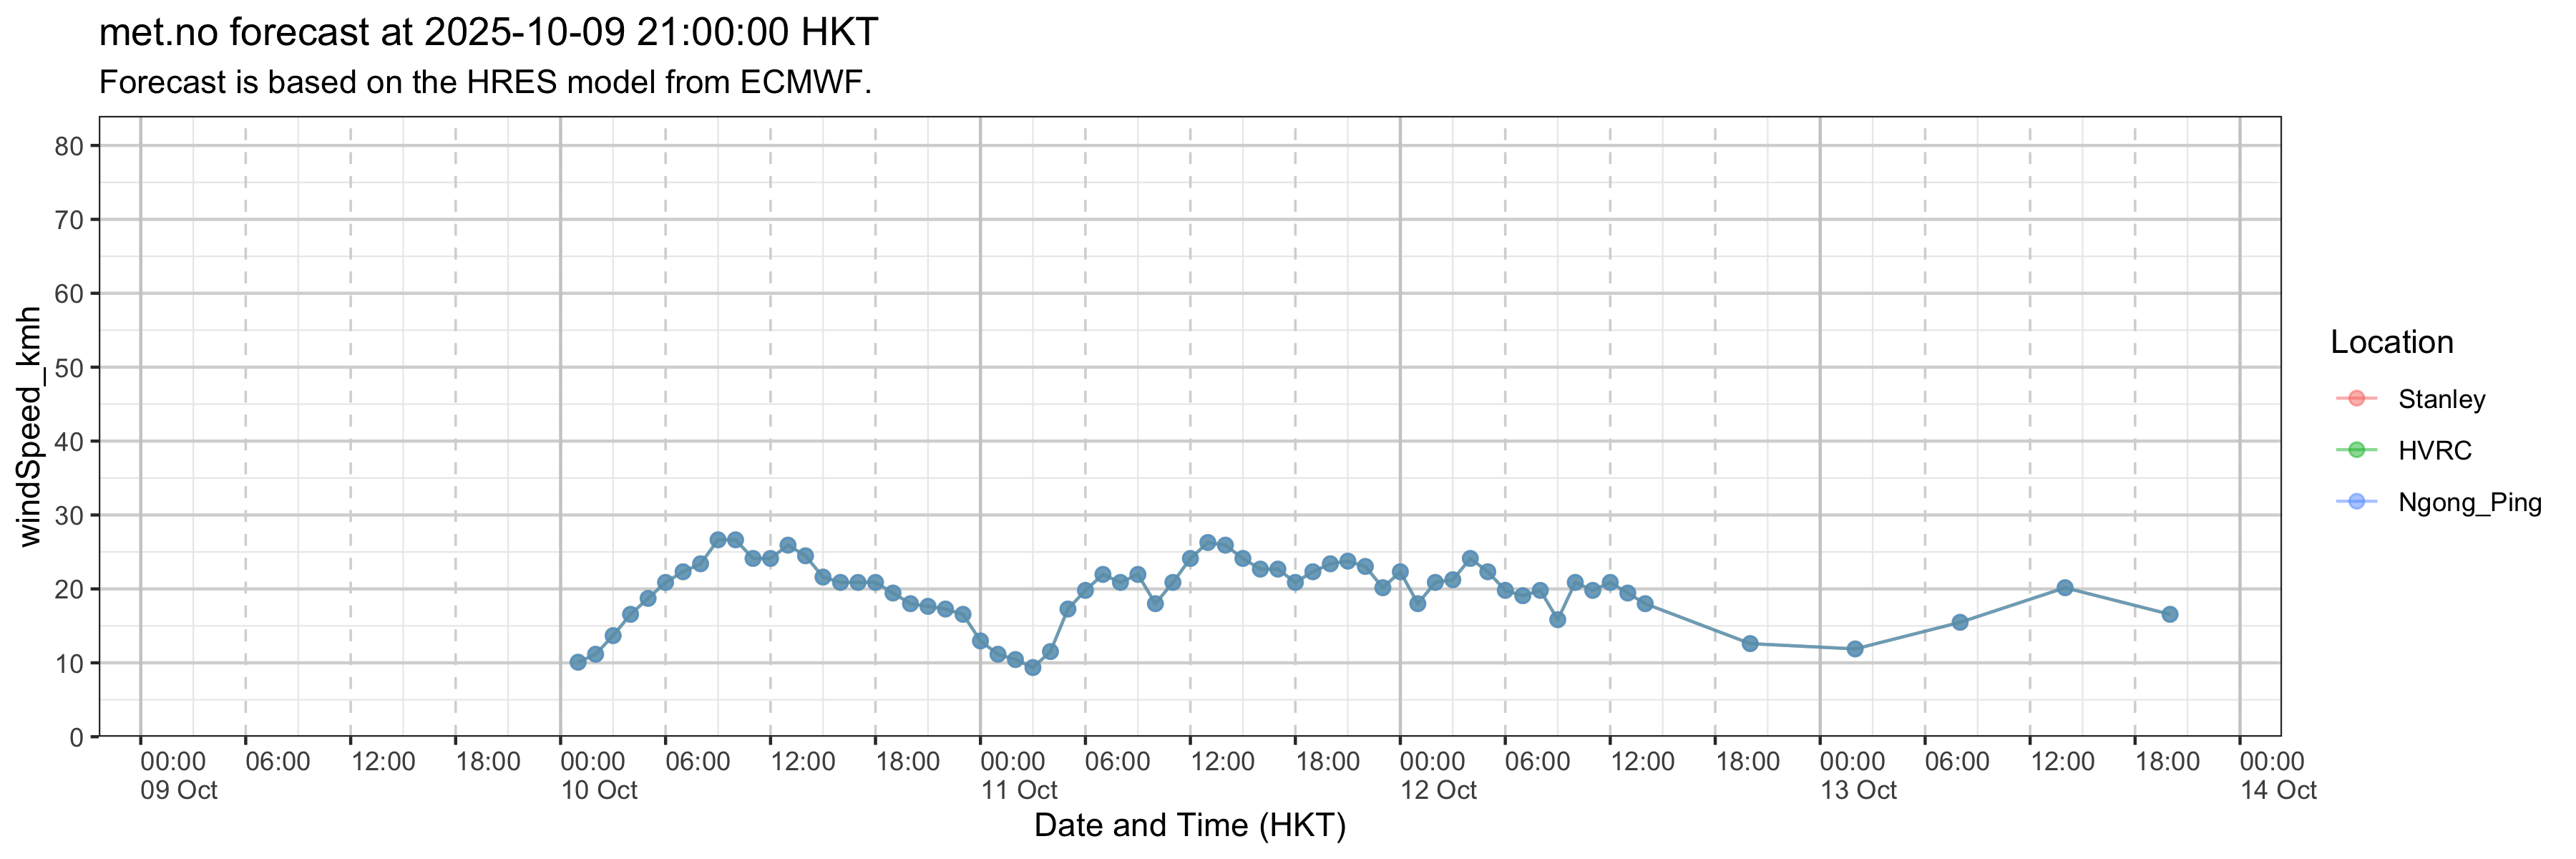 met.no forecast at 2025-10-09 21:00:00 HKT
Forecast is based on the HRES model from ECMWF.
windSpeed_kmh
80
70
60
50
40
30
20
10
0
00:00 06:00 12:00 18:00 00:00 06:00 12:00 18:00 00:00 06:00 12:00 18:00 00:00 06:00 12:00 18:00 00:00 06:00 12:00 18:00 00:00
09 Oct 10 Oct 11 Oct 12 Oct 13 Oct 14 Oct
Date and Time (HKT)
Location
Stanley
HVRC
Ngong_Ping